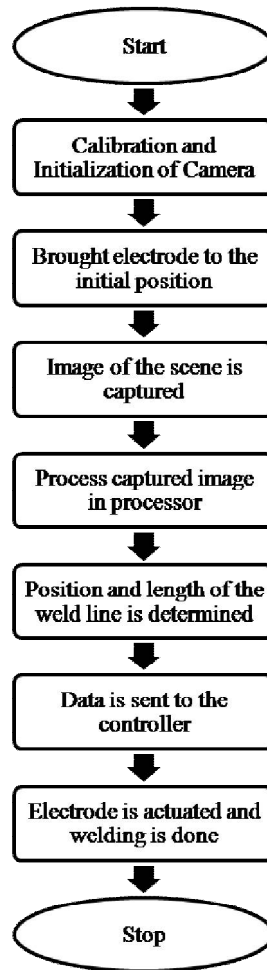 Start
Calibration and
Initialization of Camera
Brought electrode to the
initial position
Image of the scene is
captured
Process captured image
in processor
Position and length of the
weld line is determined
Data is sent to the
controller
Electrode is actuated and
welding is done
Stop